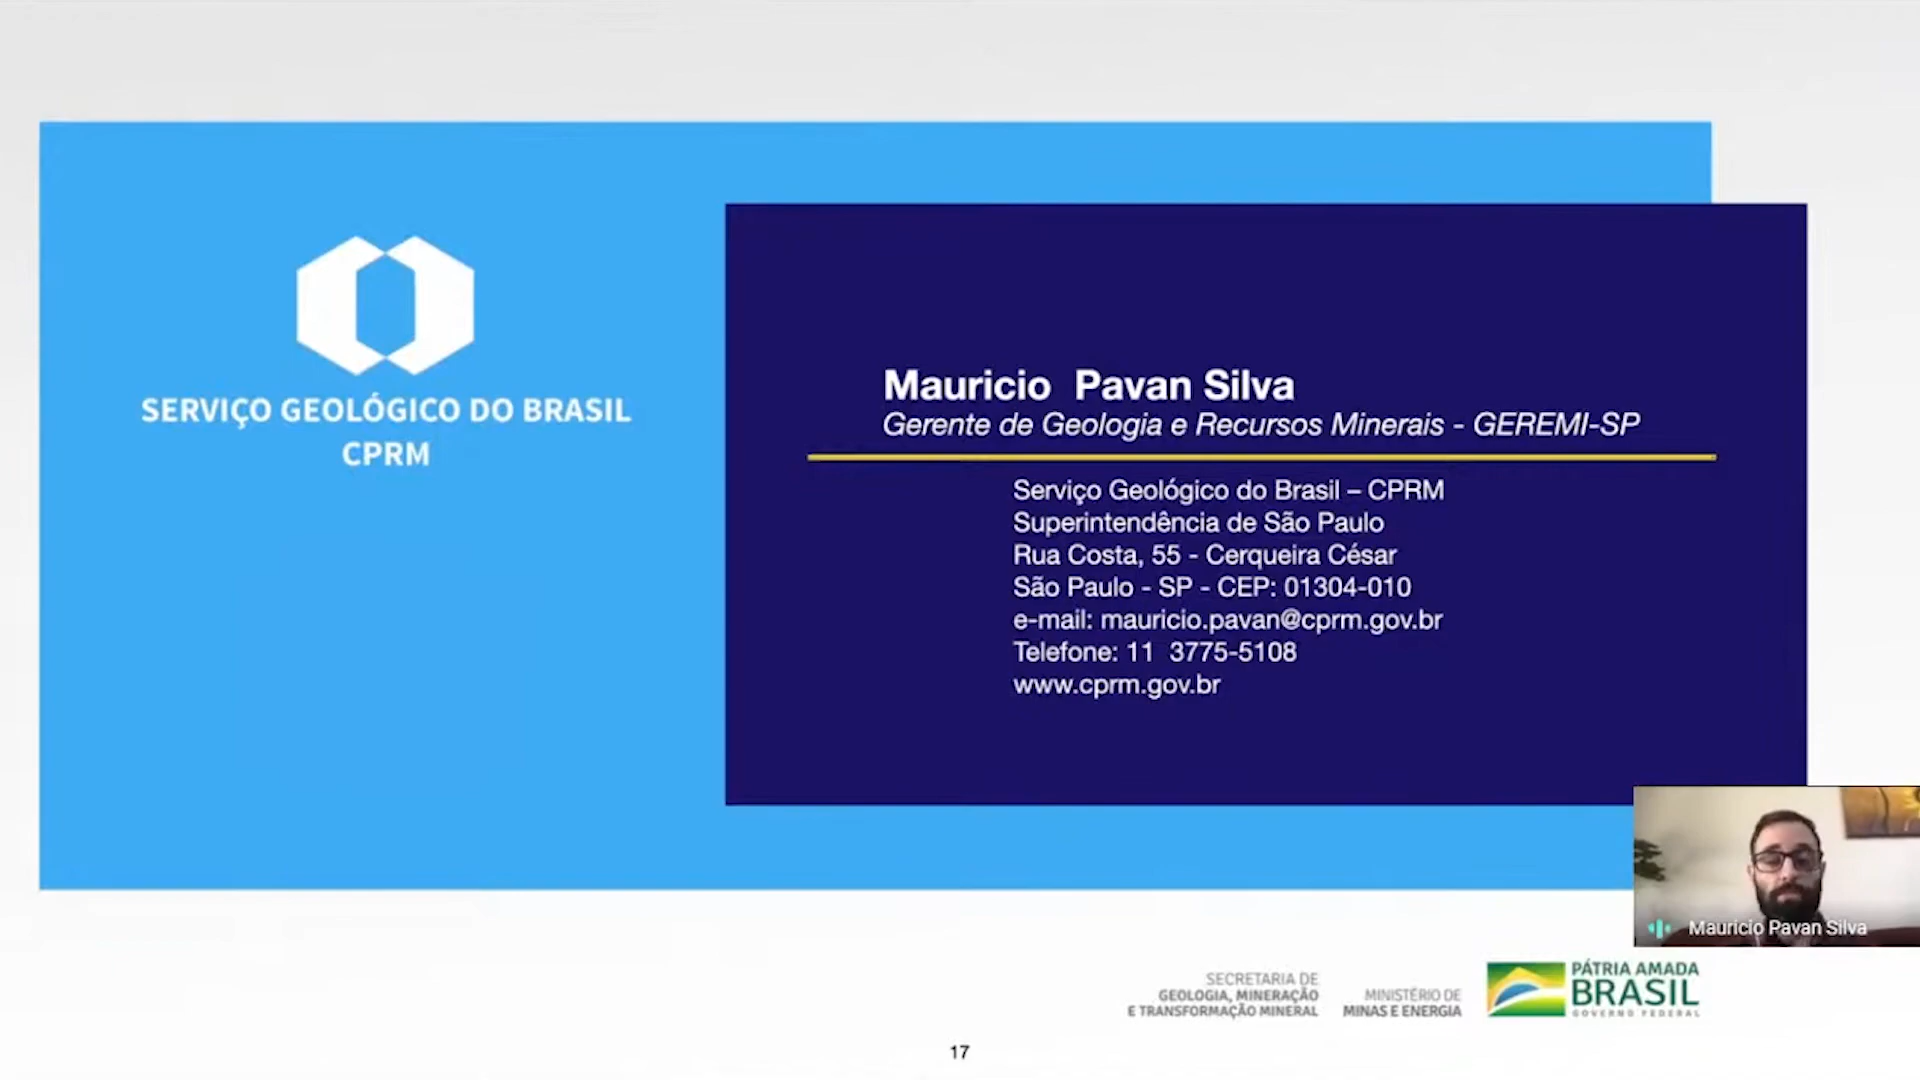 SERVIÇO GEOLÓGICO DO BRASIL
CPRM
Mauricio  Pavan Silva
Gerente de Geologia e Recursos Minerais - GEREMI-SP
Serviço Geológico do Brasil – CPRM
Superintendência de São Paulo
Rua Costa, 55 - Cerqueira César
São Paulo - SP - CEP: 01304-010
e-mail: mauricio.pavan@cprm.gov.br
Telefone: 11  3775-5108
www.cprm.gov.br
Mauricio Pavan Silva
SECRETARIA DE
GEOLOGIA, MINERAÇÃO
E TRANSFORMAÇÃO MINERAL
MINISTÉRIO DE
MINAS E ENERGIA
PÁTRIA AMADA
BRASIL
GOVERNO FEDERAL
17